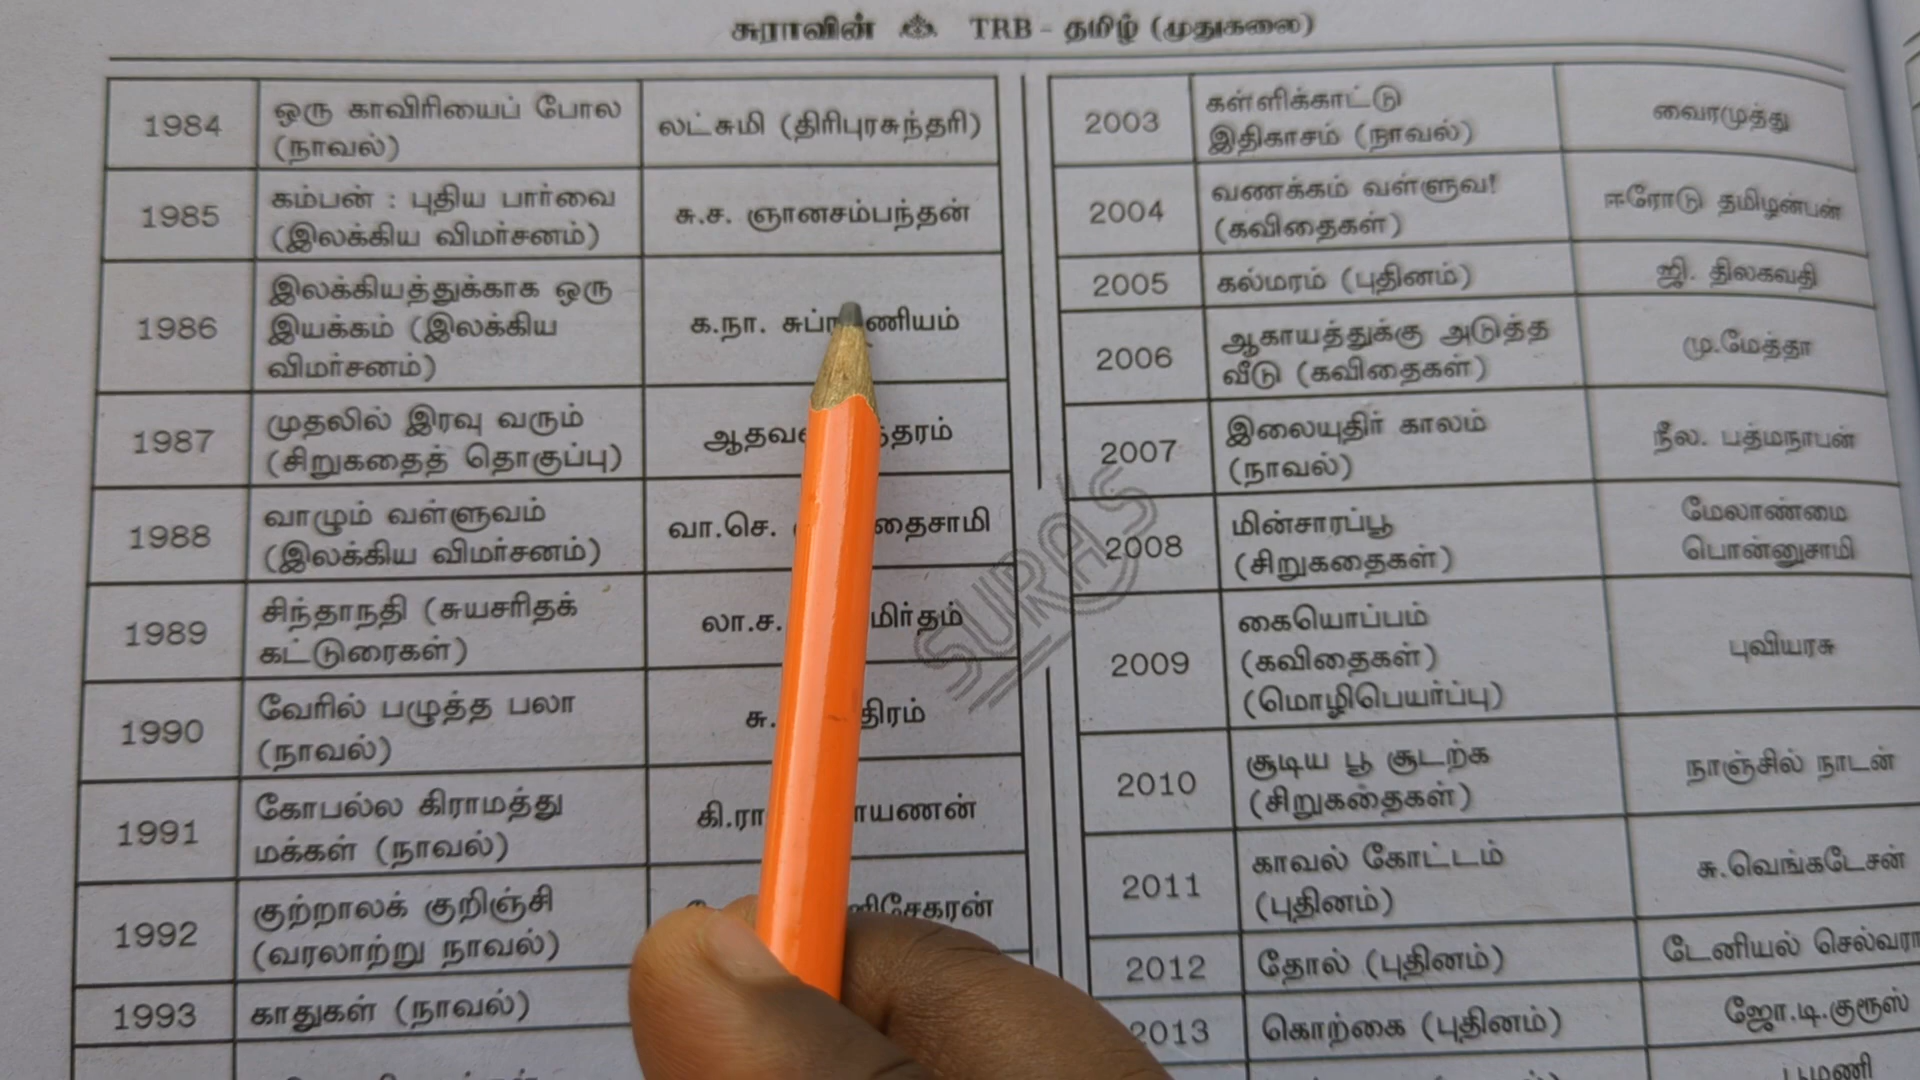 சுராவின் TRB - தமிழ் (முதுகலை)
1984 ஒரு காவிரியைப் போல லட்சுமி (திரிபுரசுந்தரி)
(நாவல்)
1985 கம்பன் : புதிய பார்வை சு.ச. ஞானசம்பந்தன்
(இலக்கிய விமர்சனம்)
1986 இலக்கியத்துக்காக ஒரு க.நா.
இயக்கம் (இலக்கிய
விமர்சனம்)
1987 முதலில் இரவு வரும்
(சிறுகதைத் தொகுப்பு)
1988 வாழும் வள்ளுவம் வா.செ.
(இலக்கிய விமர்சனம்)
1989 சிந்தாநதி (சுயசரிதக் லா.ச.
கட்டுரைகள்)
1990 வேரில் பழுத்த பலா சு.
(நாவல்)
1991 கோபல்ல கிராமத்து
மக்கள் (நாவல்)
1992 குற்றாலக் குறிஞ்சி
(வரலாற்று நாவல்)
1993 காதுகள் (நாவல்)
2003 கள்ளிக்காட்டு வைரமுத்து
இதிகாசம் (நாவல்)
2004 வணக்கம் வள்ளுவ! ஈரோடு தமிழன்பன்
(கவிதைகள்)
2005 கல்மரம் (புதினம்) ஜி. திலகவதி
2006 ஆகாயத்துக்கு அடுத்த மு.மேத்தா
வீடு (கவிதைகள்)
2007 இலையுதிர் காலம் நீல. பத்மநாபன்
(நாவல்)
2008 மின்சாரப்பூ மேலாண்மை
(சிறுகதைகள்) பொன்னுசாமி
2009 கையொப்பம் புவியரசு
(கவிதைகள்)
(மொழிபெயர்ப்பு)
2010 சூடிய பூ சூடற்க நாஞ்சில் நாடன்
(சிறுகதைகள்)
2011 காவல் கோட்டம் சு.வெங்கடேசன்
(புதினம்)
2012 தோல் (புதினம்) டேனியல்
2013 கொற்கை (புதினம்) ஜோ.டி.குரூஸ்
பூமணி
SURA'S